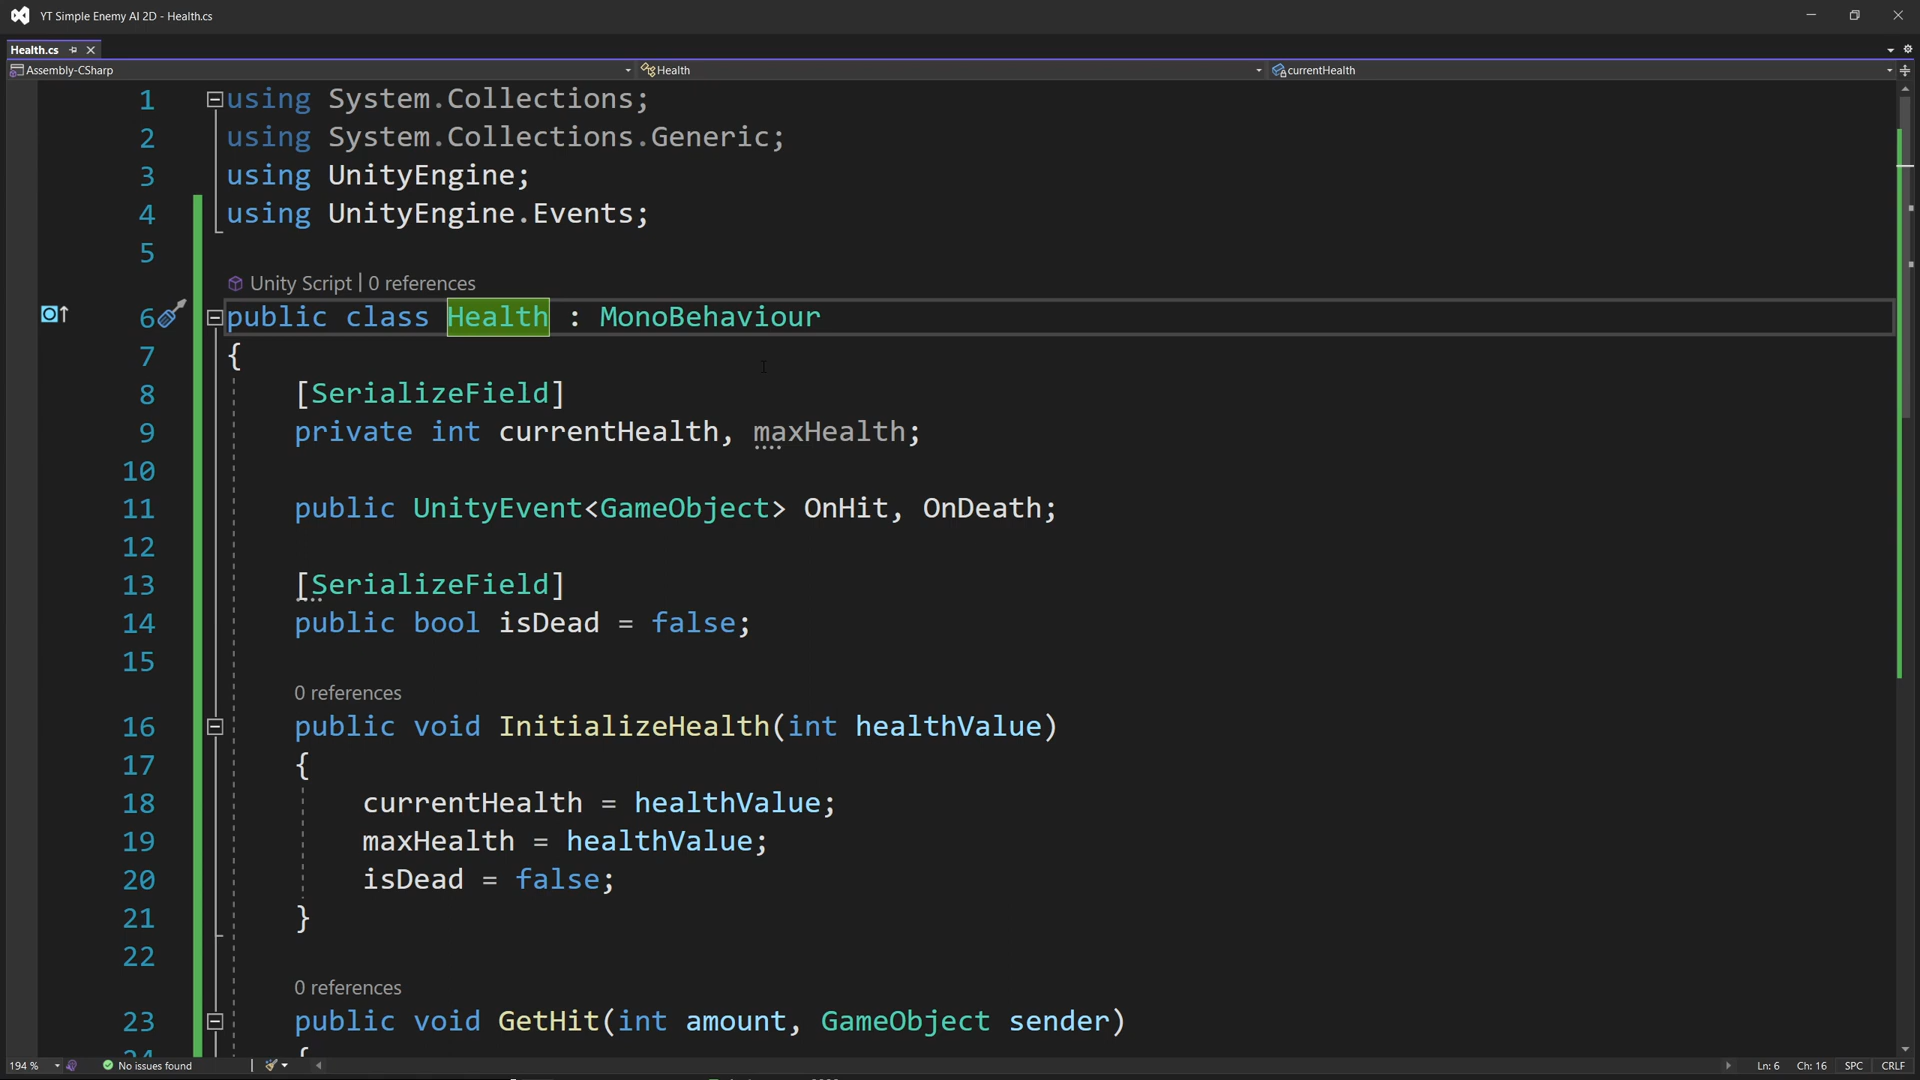 YT Simple Enemy AI 2D - Health.cs
Health.cs
Assembly-CSharp
Health
currentHealth
1 using System.Collections;
2 using System.Collections.Generic;
3 using UnityEngine;
4 using UnityEngine.Events;
5
Unity Script | 0 references
6 public class Health : MonoBehaviour
7 {
8 [SerializeField]
9 private int currentHealth, maxHealth;
10
11 public UnityEvent<GameObject> OnHit, OnDeath;
12
13 [SerializeField]
14 public bool isDead = false;
15
0 references
16 public void InitializeHealth(int healthValue)
17 {
18 currentHealth = healthValue;
19 maxHealth = healthValue;
20 isDead = false;
21 }
22
0 references
23 public void GetHit(int amount, GameObject sender)
24 {
194 %
No issues found
Ln: 6
Ch: 16
SPC
CRLF